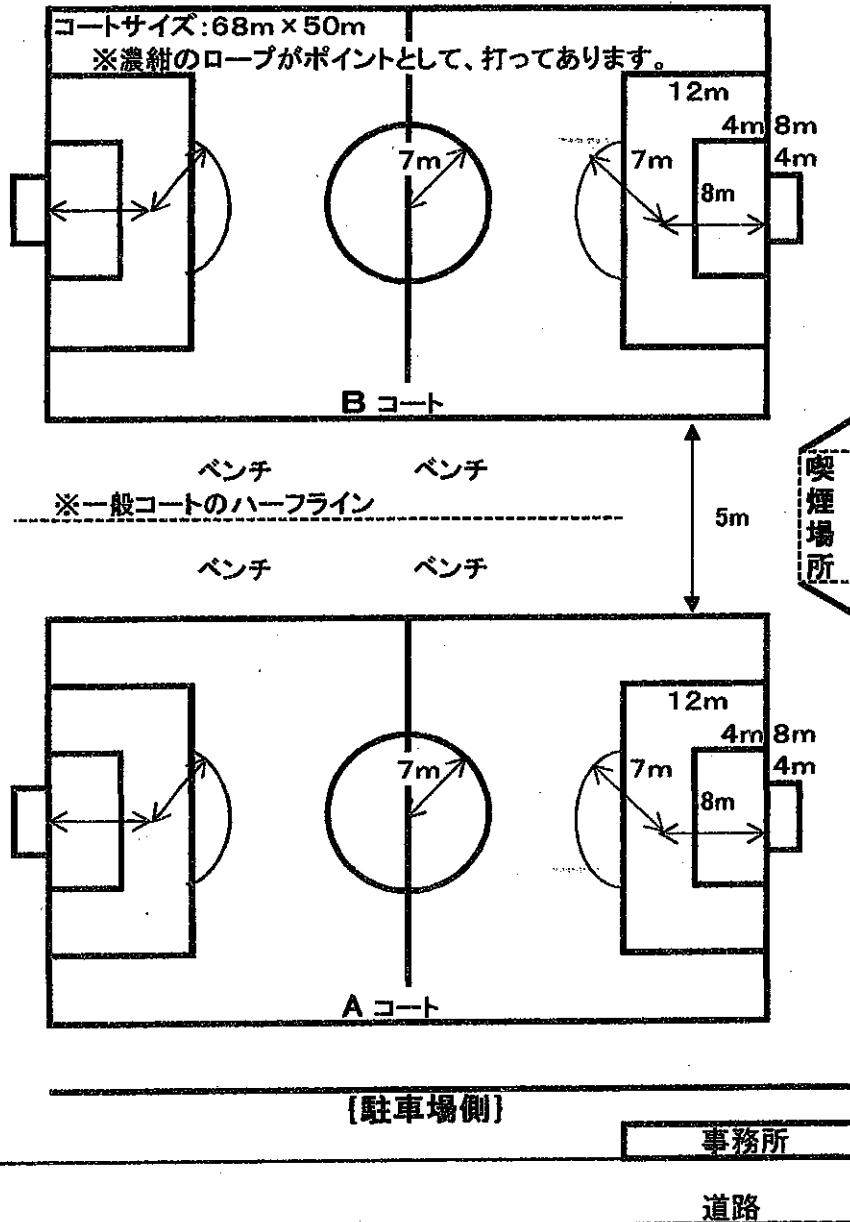 コートサイズ:68m×50m
※濃紺のロープがポイントとして、打ってあります。
12m
4m 8m
7m
7m
4m
8m
B コート
ベンチ ベンチ
※一般コートのハーフライン
5m
喫煙場所
ベンチ ベンチ
12m
4m 8m
7m
7m
4m
8m
A コート
[駐車場側]
事務所
道路